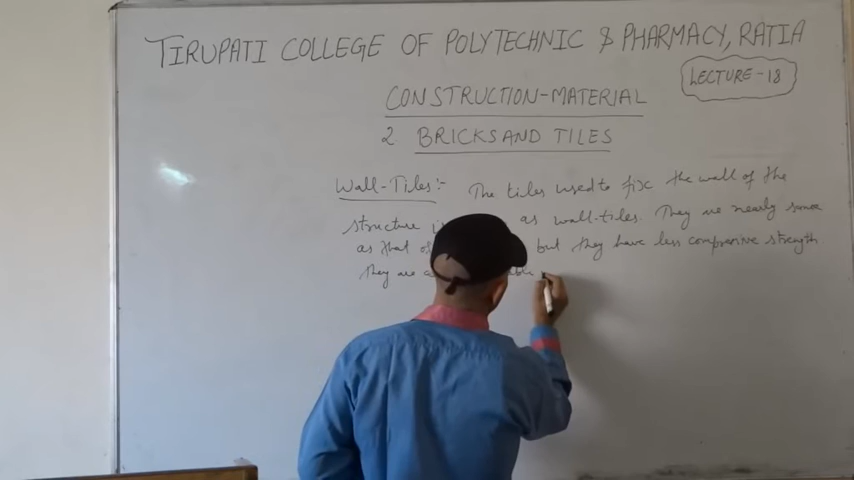 TIRUPATI COLLEGE OF POLYTECHNIC & PHARMACY, RATIA
LECTURE-18
CONSTRUCTION-MATERIAL
2 BRICKS AND TILES
Wall-Tiles:- The tiles used to fix the wall of the
structure as wall-tiles. They are nearly same
as that but they have less compressive strength
They are